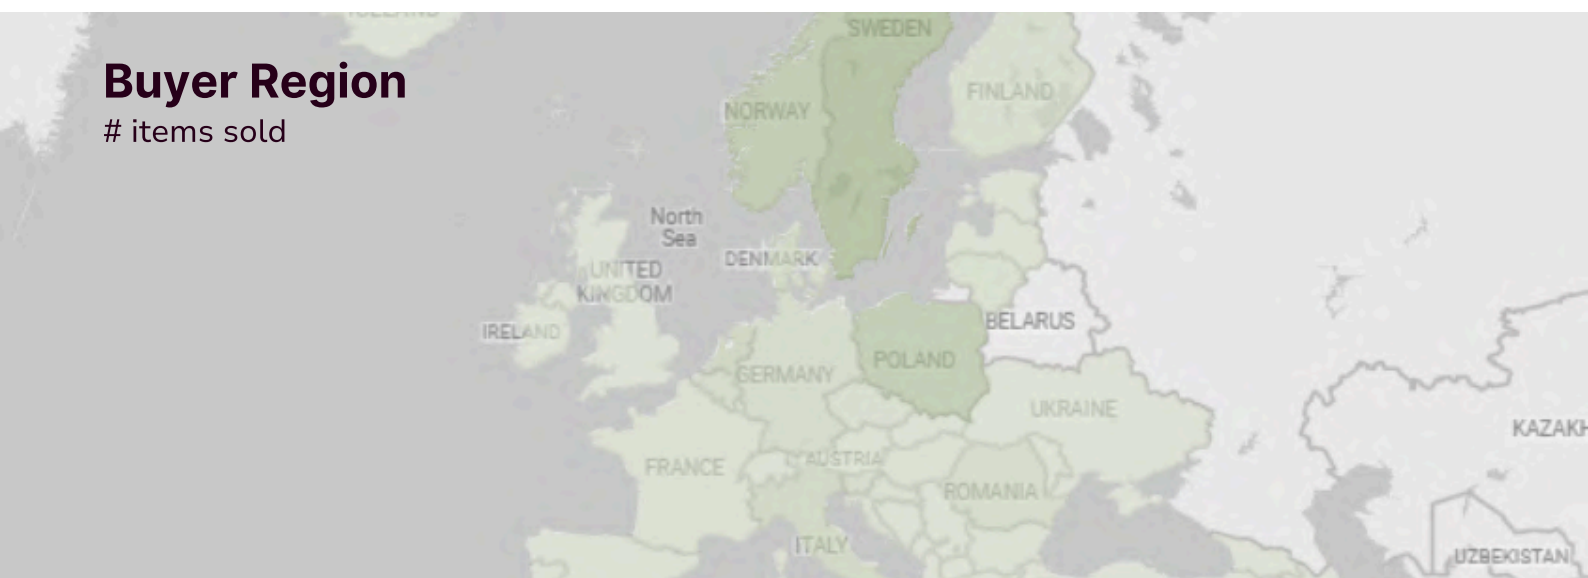 ICELAND
SWEDEN
Buyer Region
FINLAND
NORWAY
# items sold
North
Sea
DENMARK
UNITED
KINGDOM
IRELAND
BELARUS
POLAND
GERMANY
UKRAINE
KAZAKH
FRANCE
AUSTRIA
ROMANIA
ITALY
UZBEKISTAN